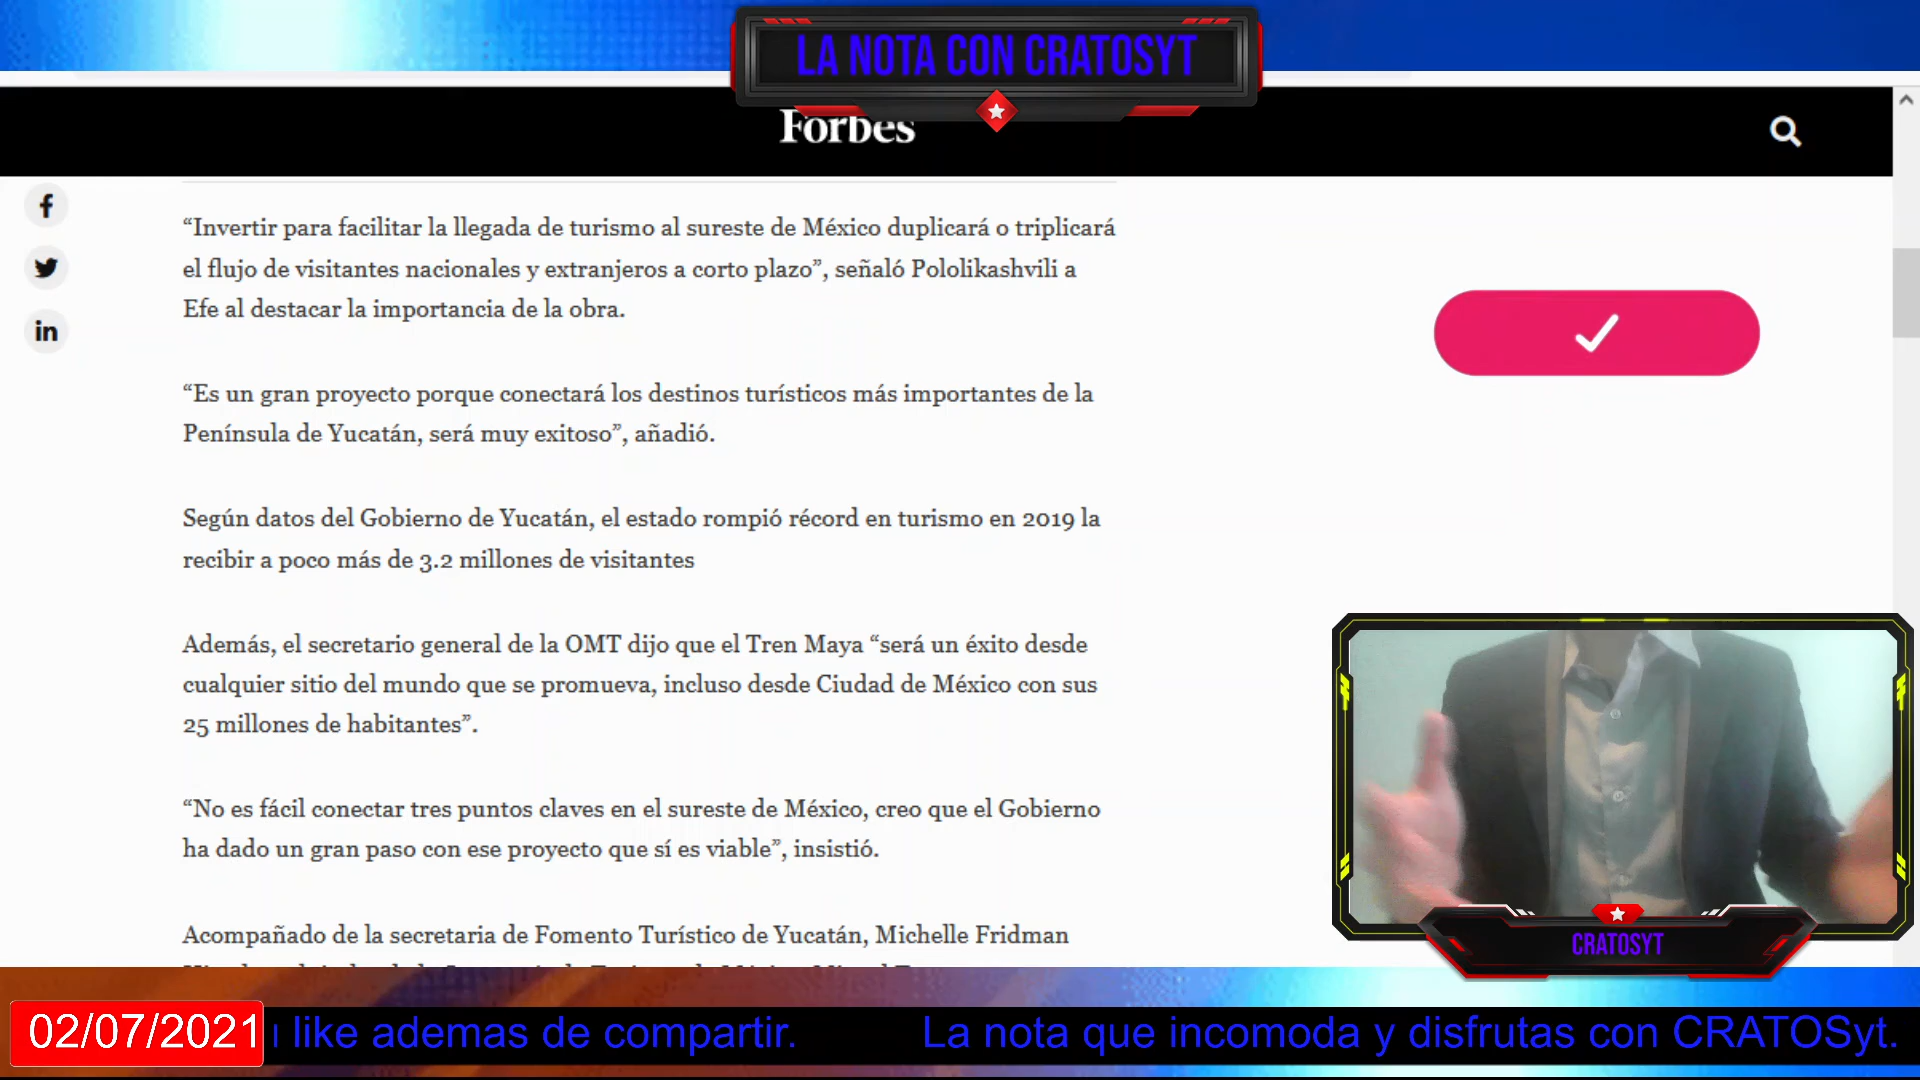 LA NOTA CON CRATOSYT
Forbes
“Invertir para facilitar la llegada de turismo al sureste de México duplicará o triplicará
el flujo de visitantes nacionales y extranjeros a corto plazo”, señaló Pololikashvili a
Efe al destacar la importancia de la obra.
“Es un gran proyecto porque conectará los destinos turísticos más importantes de la
Península de Yucatán, será muy exitoso”, añadió.
Según datos del Gobierno de Yucatán, el estado rompió récord en turismo en 2019 la
recibir a poco más de 3.2 millones de visitantes
Además, el secretario general de la OMT dijo que el Tren Maya “será un éxito desde
cualquier sitio del mundo que se promueva, incluso desde Ciudad de México con sus
25 millones de habitantes”.
“No es fácil conectar tres puntos claves en el sureste de México, creo que el Gobierno
ha dado un gran paso con ese proyecto que sí es viable”, insistió.
Acompañado de la secretaria de Fomento Turístico de Yucatán, Michelle Fridman
CRATOSYT
02/07/2021
like ademas de compartir. La nota que incomoda y disfrutas con CRATOSyt.